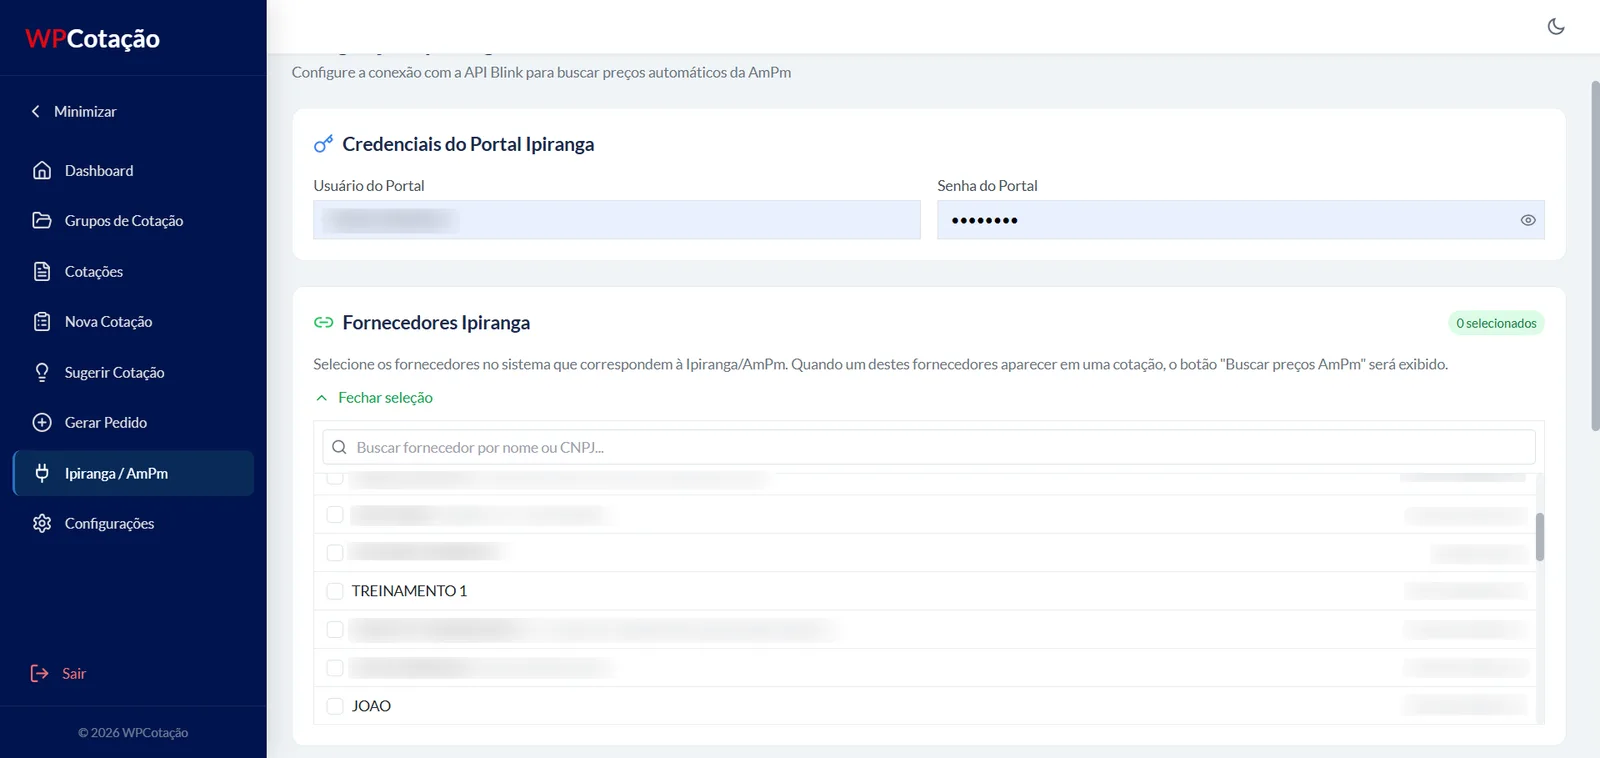 WPCotação
Minimizar
Dashboard
Grupos de Cotação
Cotações
Nova Cotação
Sugerir Cotação
Gerar Pedido
Ipiranga / AmPm
Configurações
Sair
© 2026 WPCotação
Configure a conexão com a API Blink para buscar preços automáticos da AmPm
Credenciais do Portal Ipiranga
Usuário do Portal
Senha do Portal
••••••••
Fornecedores Ipiranga
0 selecionados
Selecione os fornecedores no sistema que correspondem à Ipiranga/AmPm. Quando um destes fornecedores aparecer em uma cotação, o botão "Buscar preços AmPm" será exibido.
Fechar seleção
Buscar fornecedor por nome ou CNPJ...
TREINAMENTO 1
JOAO